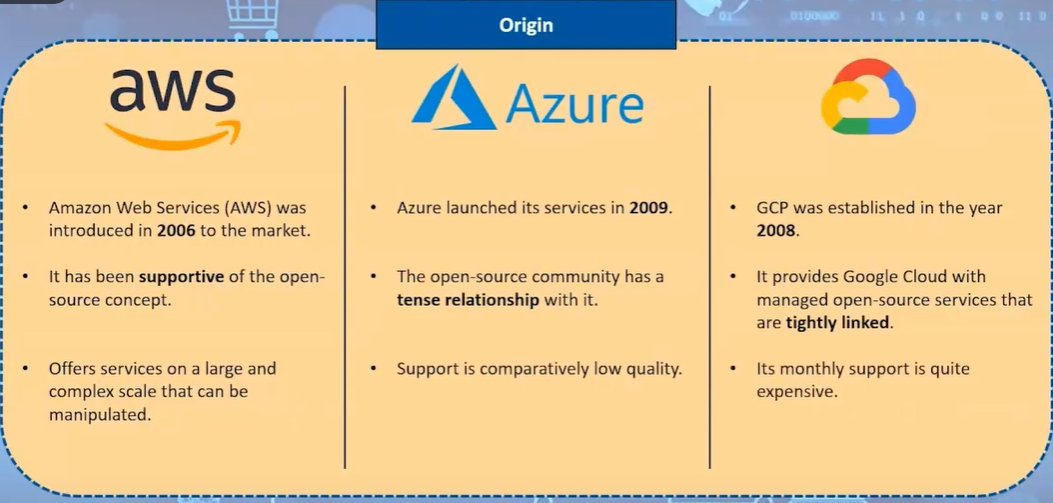 Origin
aws
Azure
• Amazon Web Services (AWS) was
introduced in 2006 to the market.
• It has been supportive of the open-
source concept.
• Offers services on a large and
complex scale that can be
manipulated.
• Azure launched its services in 2009.
• The open-source community has a
tense relationship with it.
• Support is comparatively low quality.
• GCP was established in the year
2008.
• It provides Google Cloud with
managed open-source services that
are tightly linked.
• Its monthly support is quite
expensive.